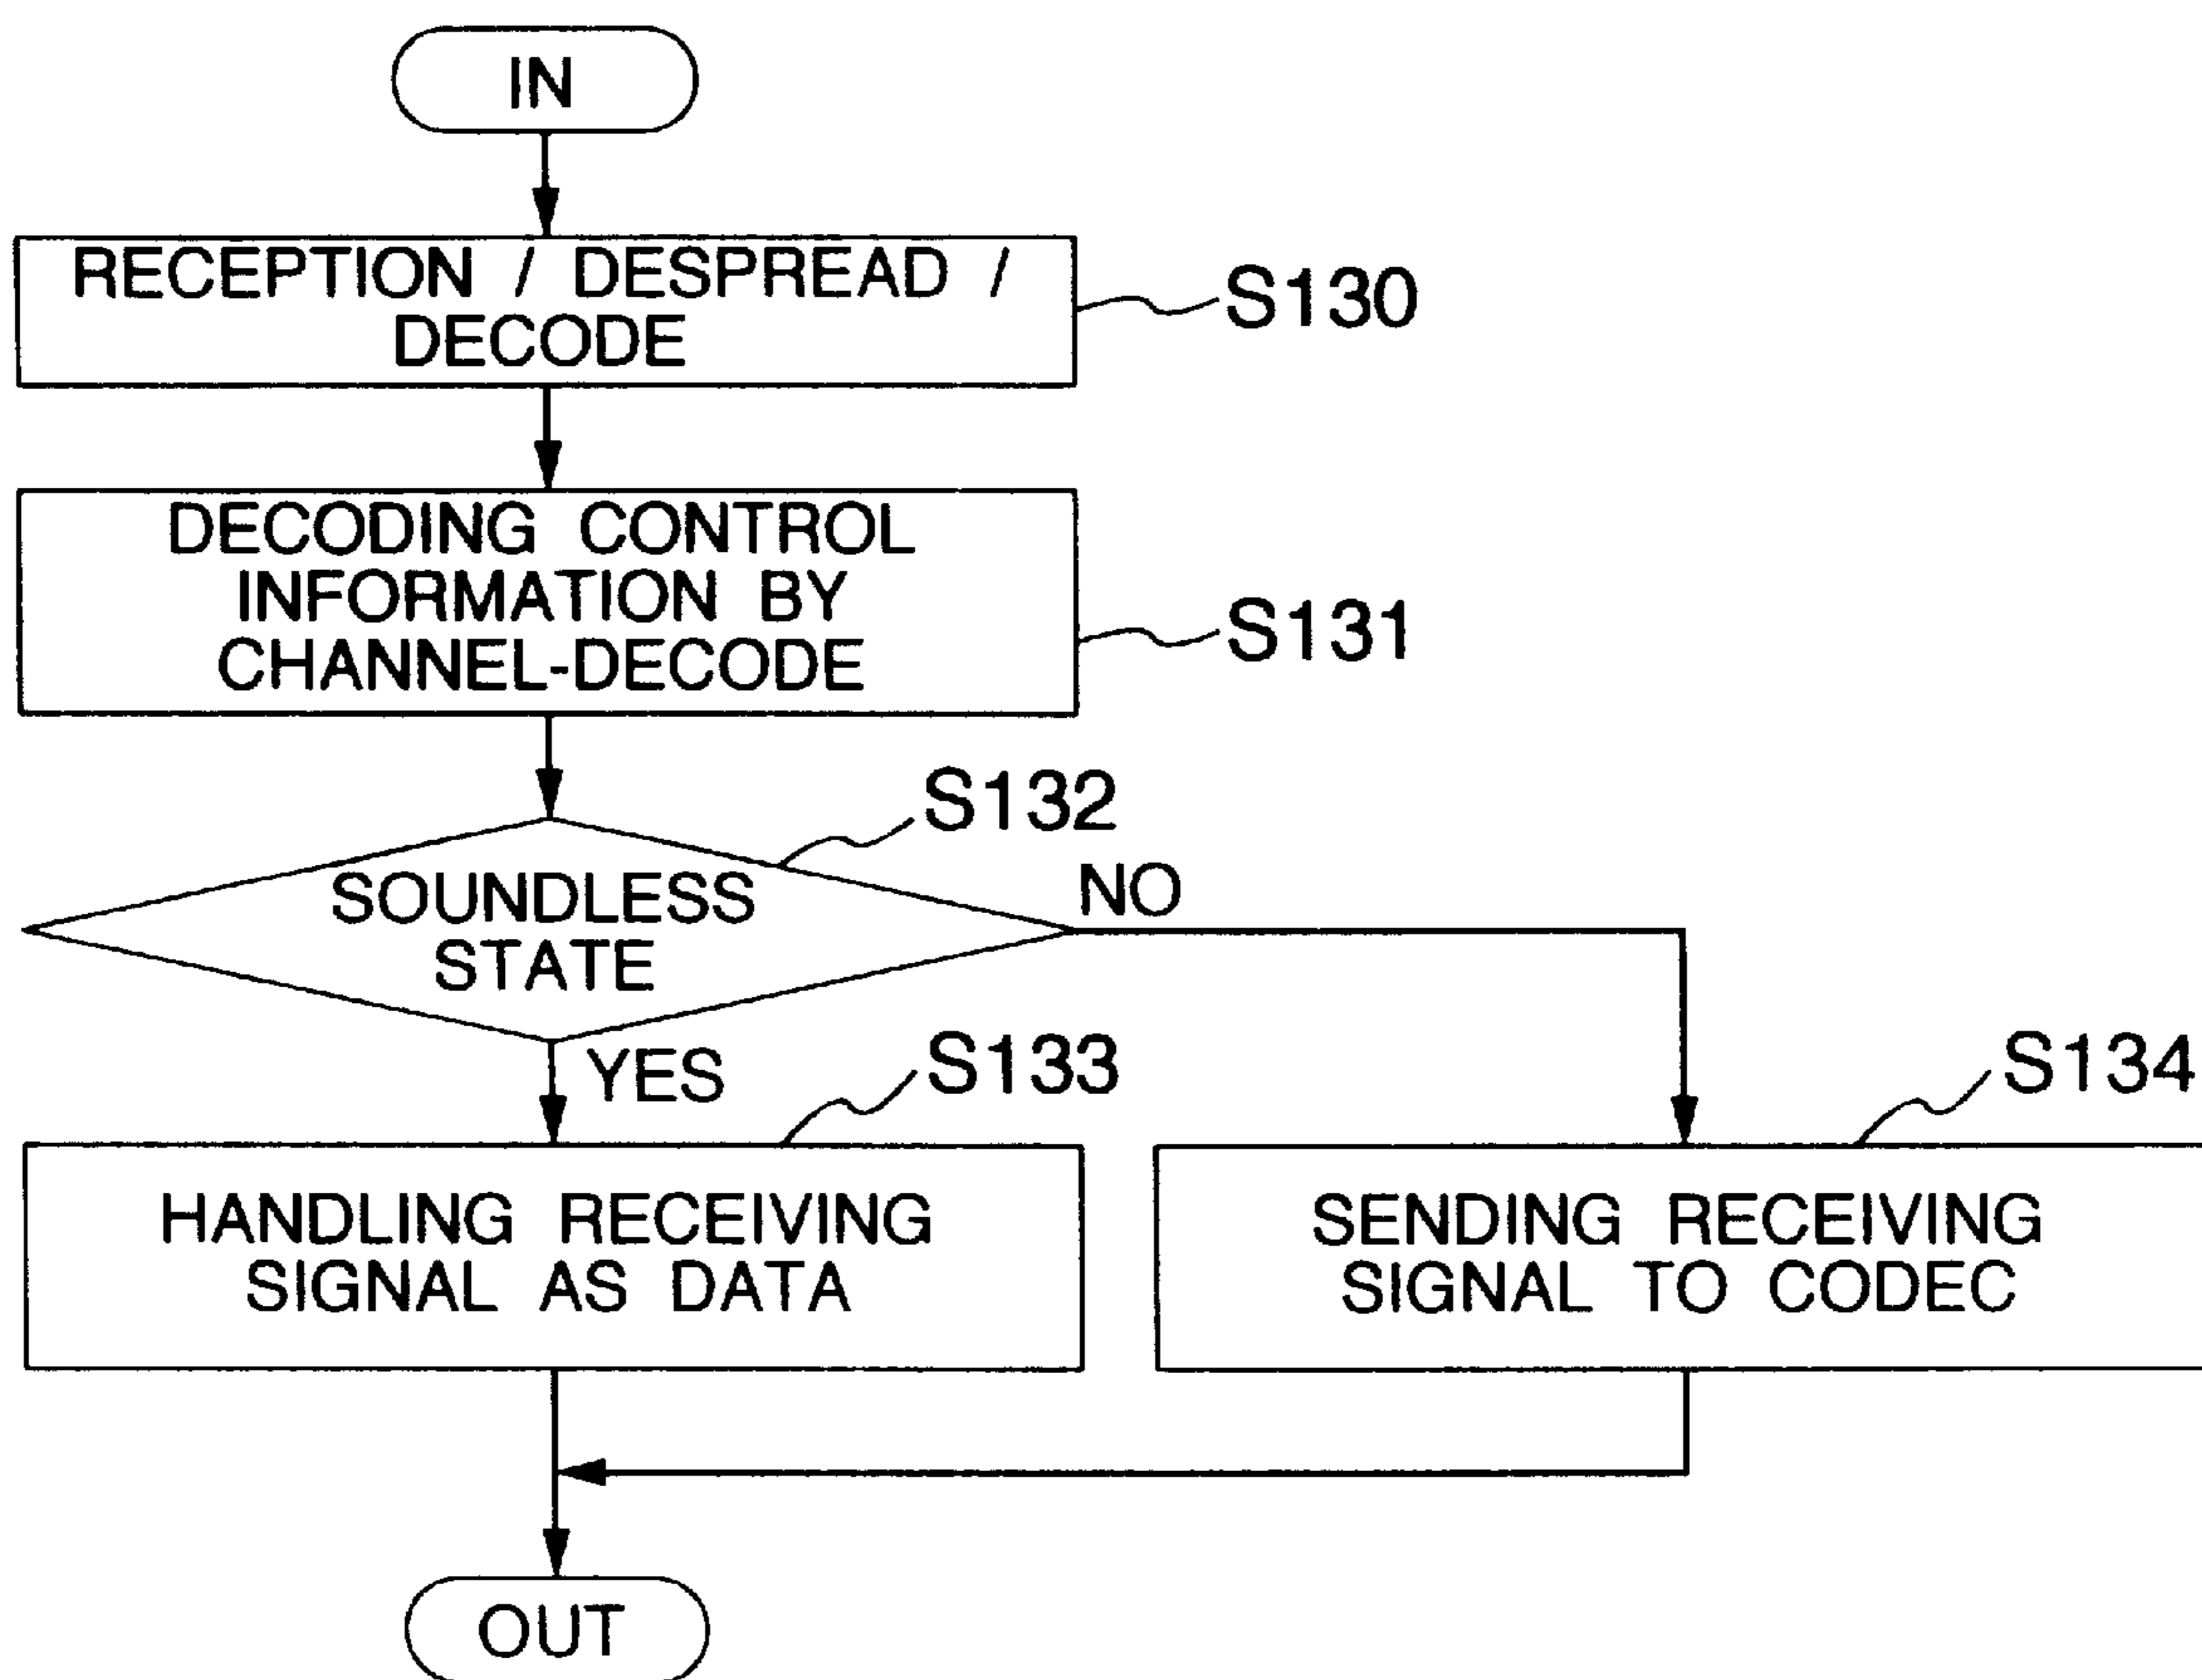 IN
RECEPTION / DESPREAD /
DECODE
S130
DECODING CONTROL
INFORMATION BY
CHANNEL-DECODE
S131
S132
SOUNDLESS
STATE
NO
YES
S133
S134
HANDLING RECEIVING
SIGNAL AS DATA
SENDING RECEIVING
SIGNAL TO CODEC
OUT